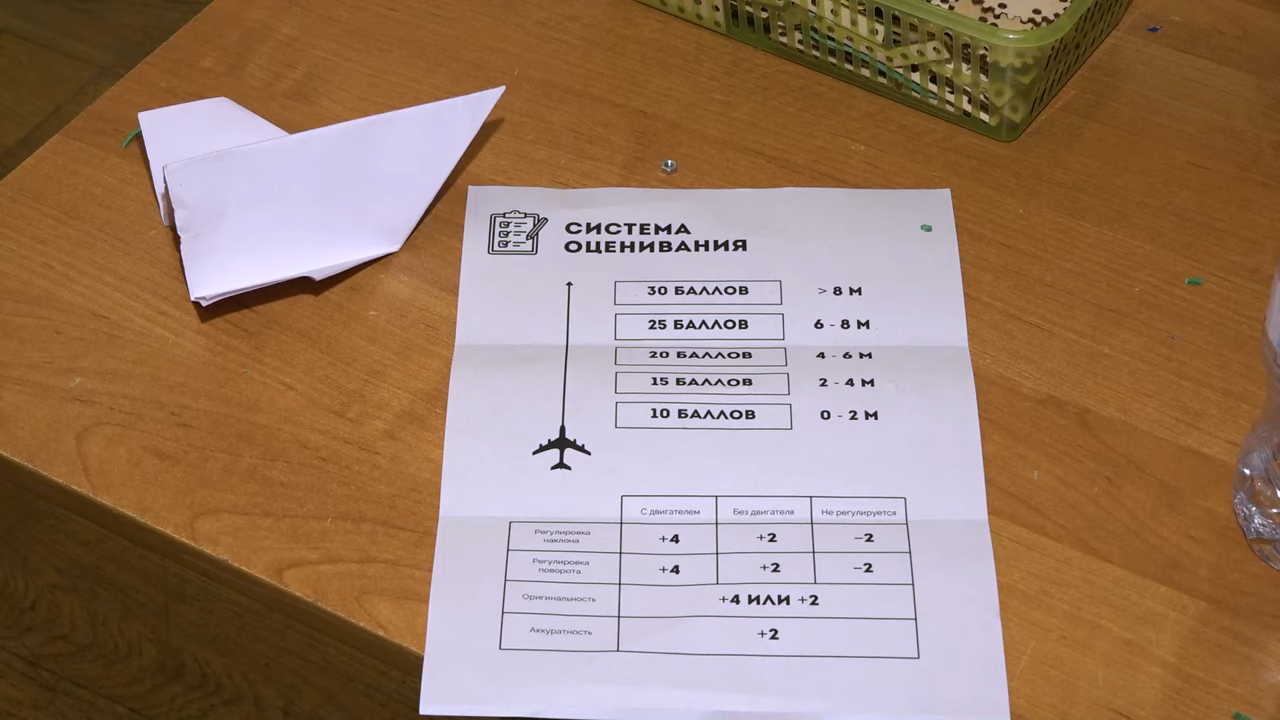 СИСТЕМА
ОЦЕНИВАНИЯ
30 БАЛЛОВ > 8 М
25 БАЛЛОВ 6 - 8 М
20 БАЛЛОВ 4 - 6 М
15 БАЛЛОВ 2 - 4 М
10 БАЛЛОВ 0 - 2 М
С двигателем Без двигателя Не регулируется
Регулировка
наклона +4 +2 −2
Регулировка
поворота +4 +2 −2
Оригинальность +4 ИЛИ +2
Аккуратность +2